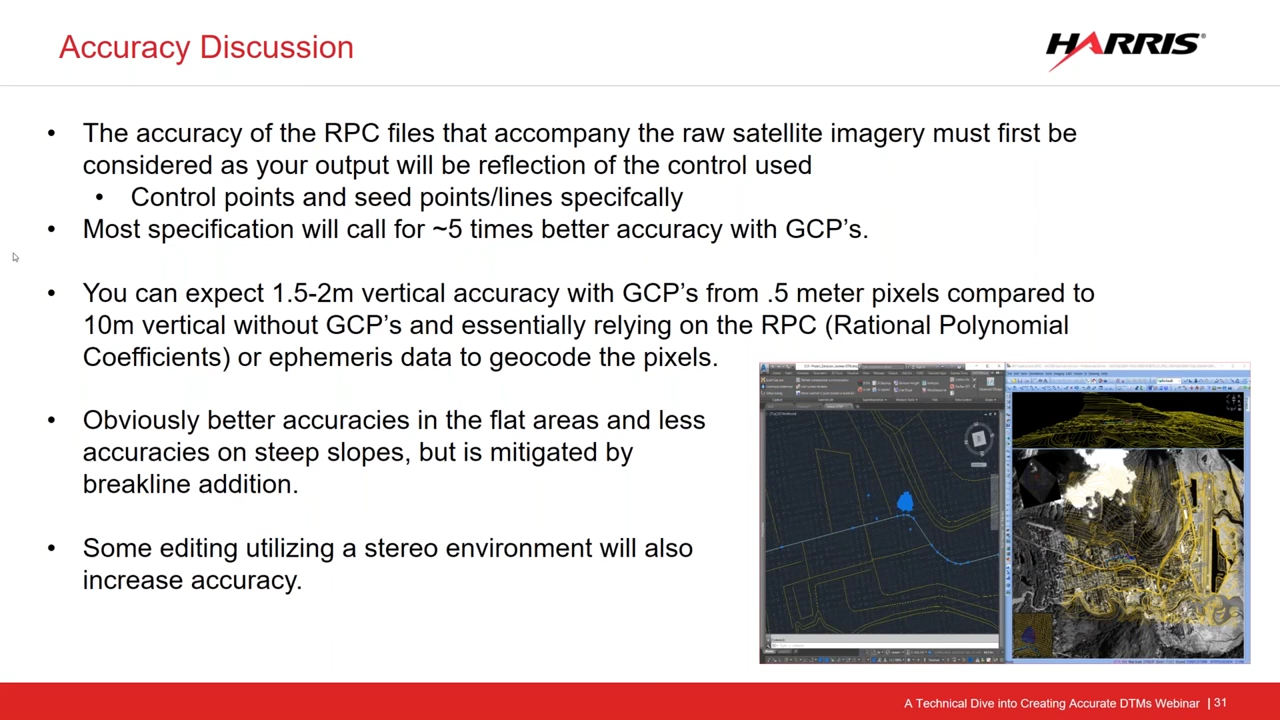 Accuracy Discussion
HARRIS®
• The accuracy of the RPC files that accompany the raw satellite imagery must first be
considered as your output will be reflection of the control used
• Control points and seed points/lines specifcally
• Most specification will call for ~5 times better accuracy with GCP’s.
• You can expect 1.5-2m vertical accuracy with GCP’s from .5 meter pixels compared to
10m vertical without GCP’s and essentially relying on the RPC (Rational Polynomial
Coefficients) or ephemeris data to geocode the pixels.
• Obviously better accuracies in the flat areas and less
accuracies on steep slopes, but is mitigated by
breakline addition.
• Some editing utilizing a stereo environment will also
increase accuracy.
A Technical Dive into Creating Accurate DTMs Webinar | 31